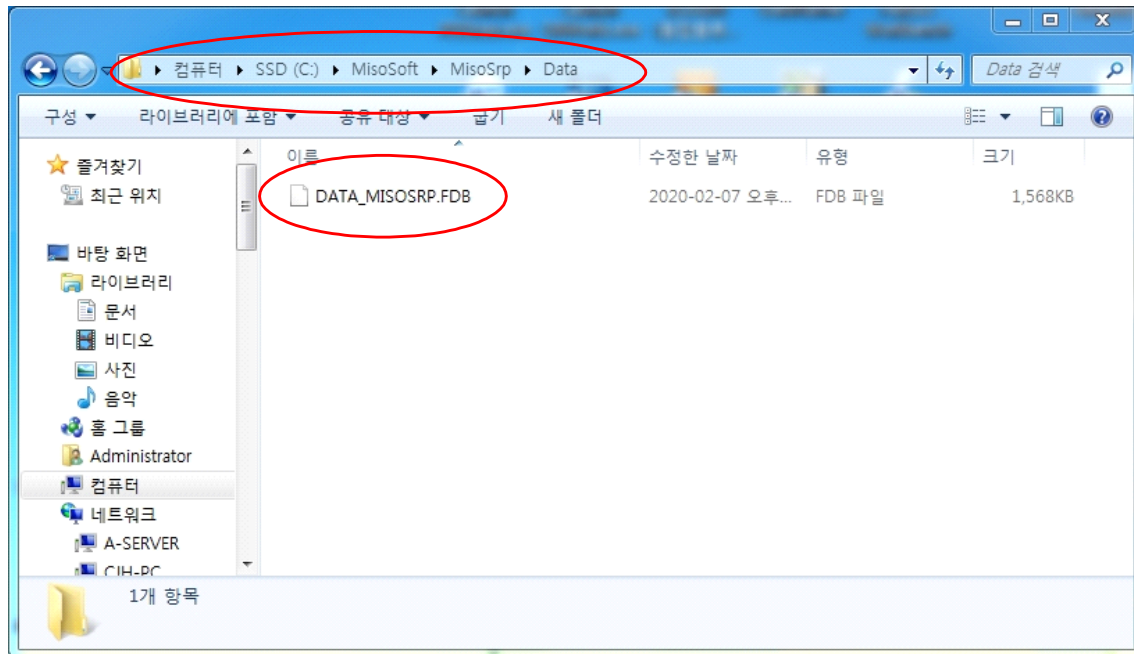 컴퓨터 SSD (C:) MisoSoft MisoSrp Data Data 검색
구성 라이브러리에 포함 공유 대상 굽기 새 폴더
이름 수정한 날짜 유형 크기
DATA_MISOSRP.FDB 2020-02-07 오후... FDB 파일 1,568KB
즐겨찾기
최근 위치
바탕 화면
라이브러리
문서
비디오
사진
음악
홈 그룹
Administrator
컴퓨터
네트워크
A-SERVER
CJH-PC
1개 항목